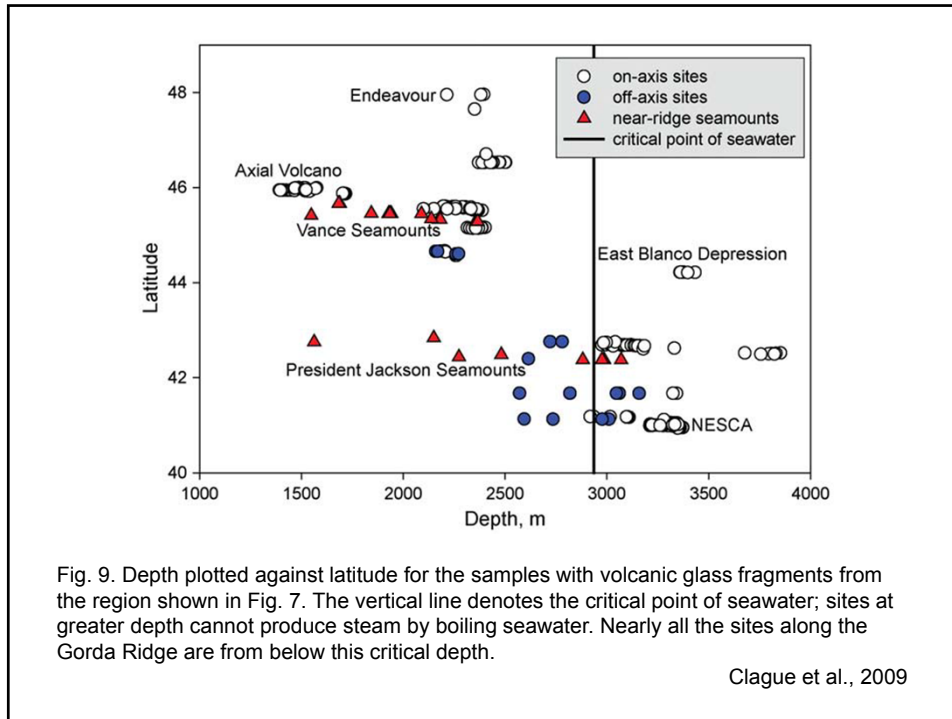 48
46
44
42
40
Latitude
1000
1500
2000
2500
3000
3500
4000
Depth, m
on-axis sites
off-axis sites
near-ridge seamounts
critical point of seawater
Endeavour
Axial Volcano
Vance Seamounts
East Blanco Depression
President Jackson Seamounts
NESCA
Fig. 9. Depth plotted against latitude for the samples with volcanic glass fragments from
the region shown in Fig. 7. The vertical line denotes the critical point of seawater; sites at
greater depth cannot produce steam by boiling seawater. Nearly all the sites along the
Gorda Ridge are from below this critical depth.
Clague et al., 2009